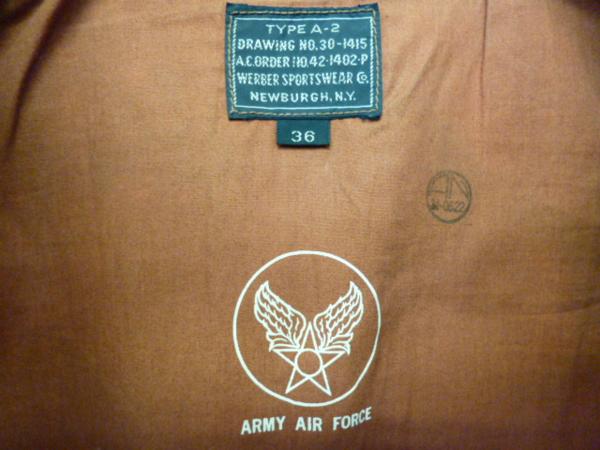 TYPE A-2
DRAWING NO.30-1415
A.C.ORDER NO.42-1402-P
WERBER SPORTSWEAR Co.
NEWBURGH, N.Y.
36
ARMY AIR FORCE